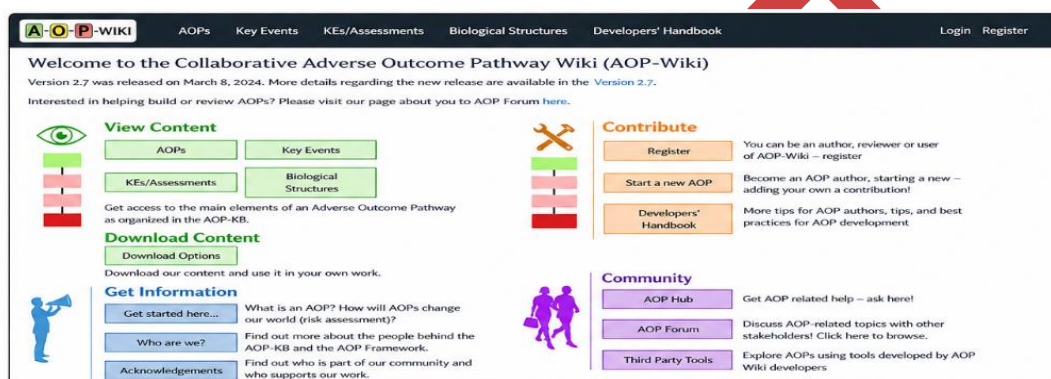 A-O-P-WIKI AOPs Key Events KEs/Assessments Biological Structures Developers' Handbook Login Register
Welcome to the Collaborative Adverse Outcome Pathway Wiki (AOP-Wiki)
Version 2.7 was released on March 8, 2024. More details regarding the new release are available in the Version 2.7.
Interested in helping build or review AOPs? Please visit our page about you to AOP Forum here.
View Content
AOPs Key Events
KEs/Assessments Biological
Structures
Get access to the main elements of an Adverse Outcome Pathway
as organized in the AOP-KB.
Download Content
Download Options
Download our content and use it in your own work.
Get Information
Get started here... What is an AOP? How will AOPs change
our world (risk assessment)?
Who are we? Find out more about the people behind the
AOP-KB and the AOP Framework.
Acknowledgements Find out who is part of our community and
who supports our work.
Contribute
Register You can be an author, reviewer or user
of AOP-Wiki – register
Start a new AOP Become an AOP author, starting a new –
adding your own a contribution!
Developers'
Handbook More tips for AOP authors, tips, and best
practices for AOP development
Community
AOP Hub Get AOP related help – ask here!
AOP Forum Discuss AOP-related topics with other
stakeholders! Click here to browse.
Third Party Tools Explore AOPs using tools developed by AOP
Wiki developers